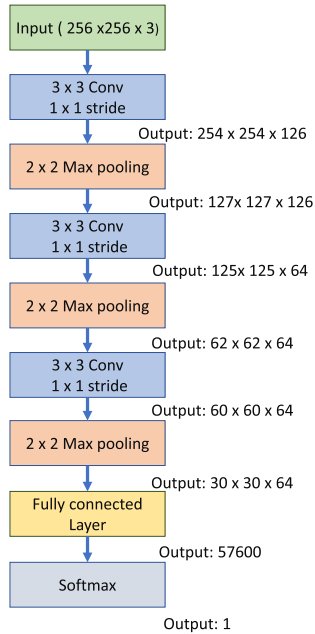 Input ( 256 x256 x 3)
3 x 3 Conv
1 x 1 stride
Output: 254 x 254 x 126
2 x 2 Max pooling
Output: 127x 127 x 126
3 x 3 Conv
1 x 1 stride
Output: 125x 125 x 64
2 x 2 Max pooling
Output: 62 x 62 x 64
3 x 3 Conv
1 x 1 stride
Output: 60 x 60 x 64
2 x 2 Max pooling
Output: 30 x 30 x 64
Fully connected
Layer
Output: 57600
Softmax
Output: 1